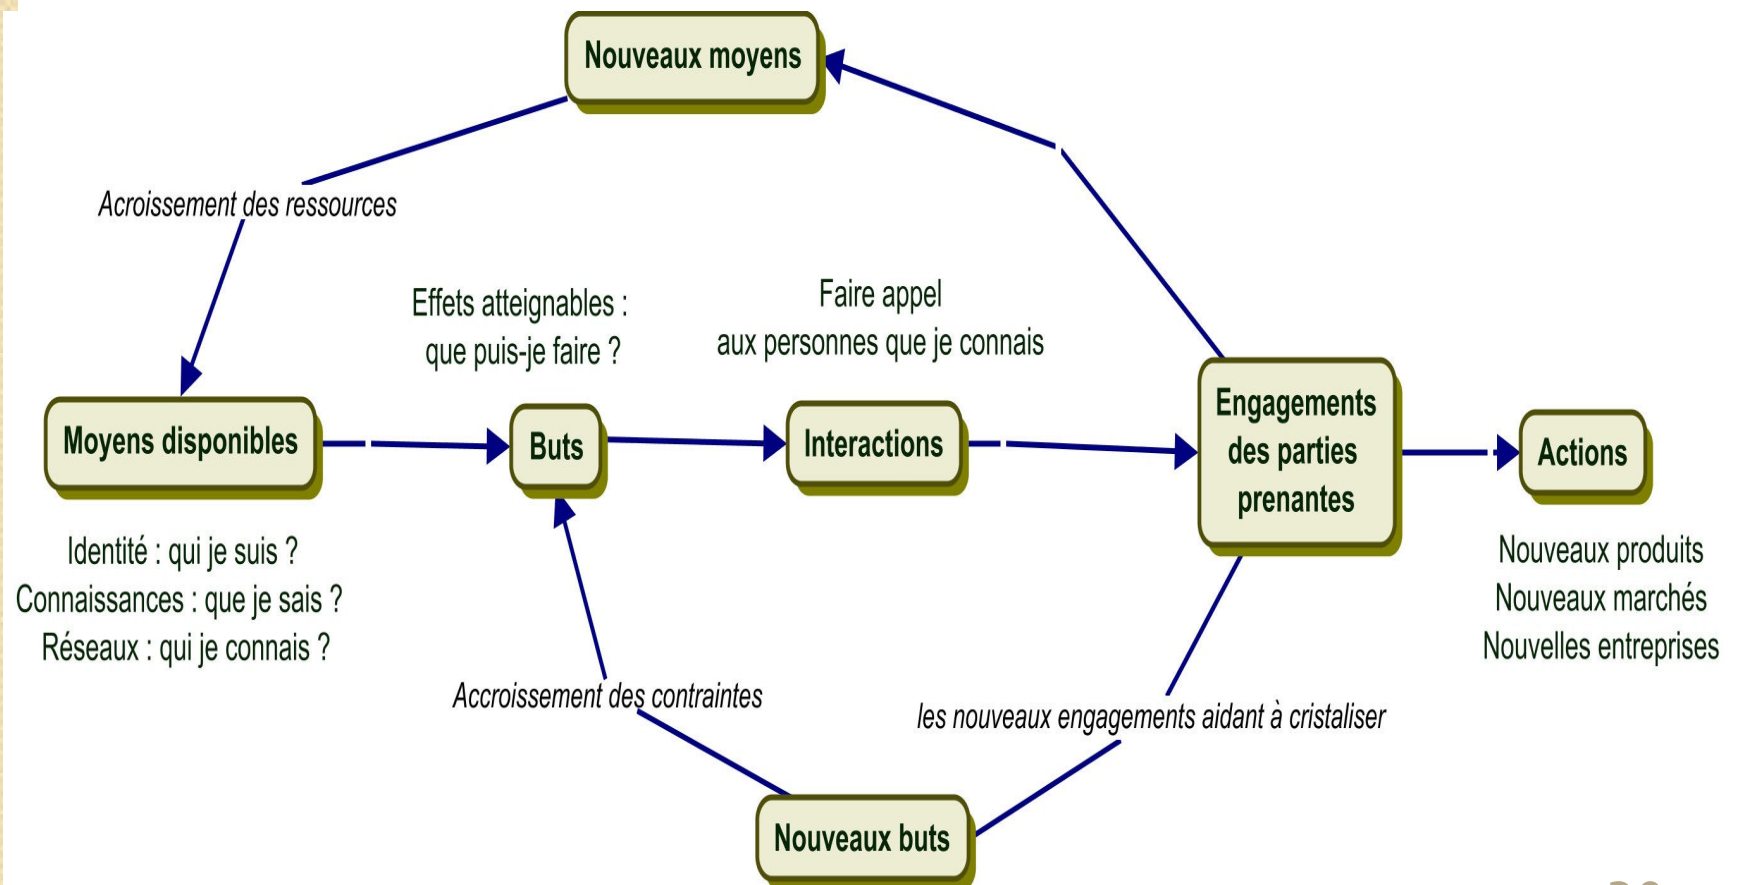 Nouveaux moyens
Acroissement des ressources
Effets atteignables :
que puis-je faire ?
Faire appel
aux personnes que je connais
Moyens disponibles
Buts
Interactions
Engagements
des parties
prenantes
Actions
Identité : qui je suis ?
Connaissances : que je sais ?
Réseaux : qui je connais ?
Nouveaux produits
Nouveaux marchés
Nouvelles entreprises
Accroissement des contraintes
les nouveaux engagements aidant à cristaliser
Nouveaux buts